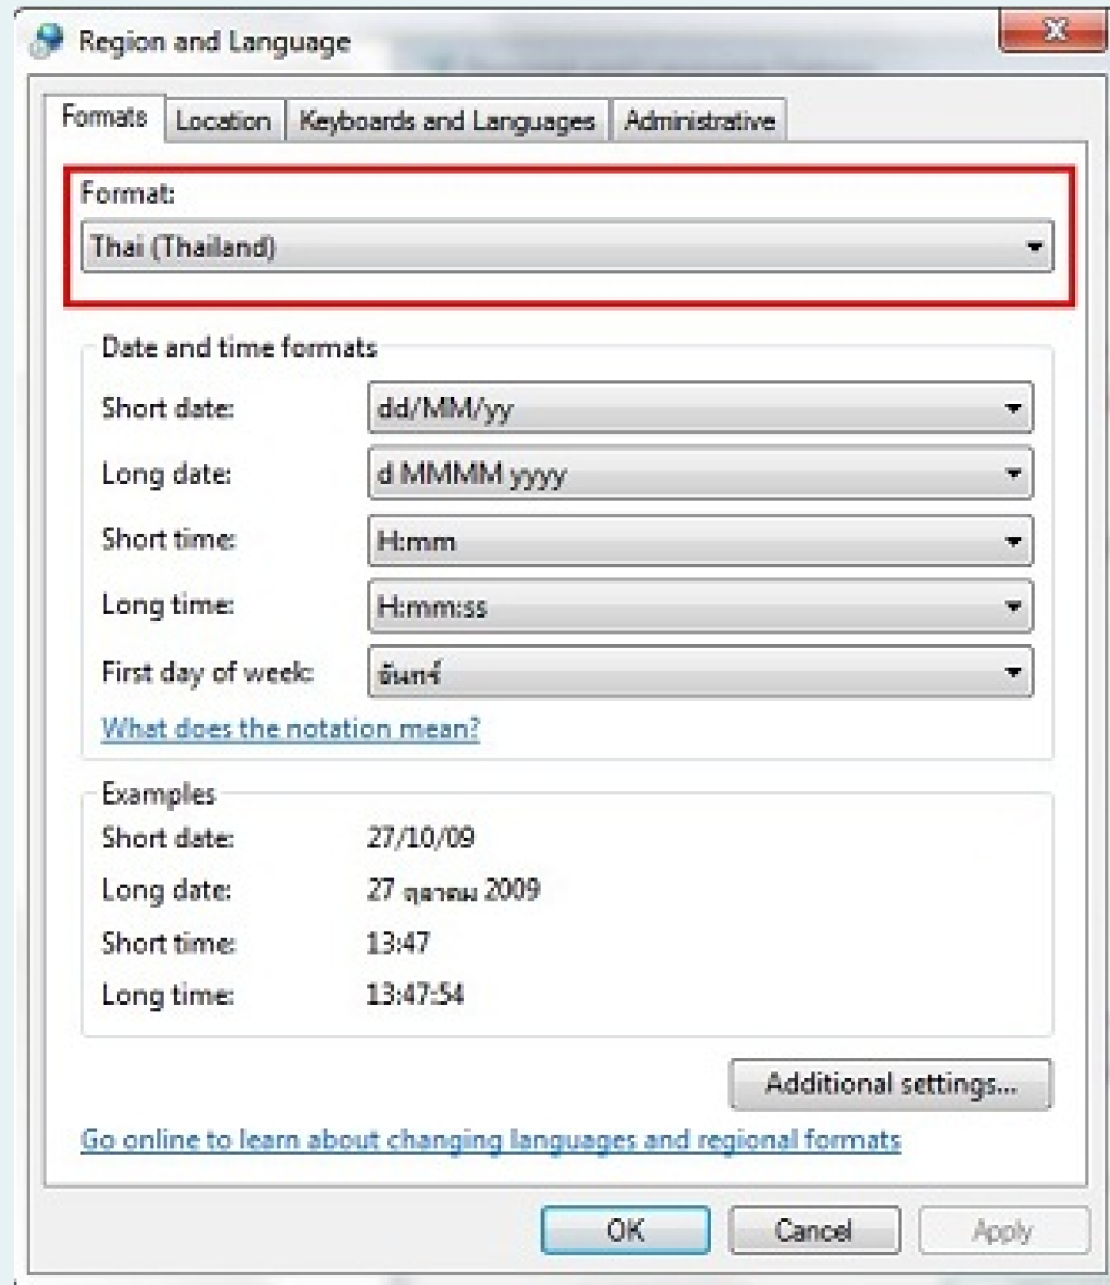 Region and Language
Formats Location Keyboards and Languages Administrative
Format:
Thai (Thailand)
Date and time formats
Short date: dd/MM/yy
Long date: d MMMM yyyy
Short time: H:mm
Long time: H:mm:ss
First day of week: จันทร์
What does the notation mean?
Examples
Short date: 27/10/09
Long date: 27 ตุลาคม 2009
Short time: 13:47
Long time: 13:47:54
Additional settings...
Go online to learn about changing languages and regional formats
OK Cancel Apply